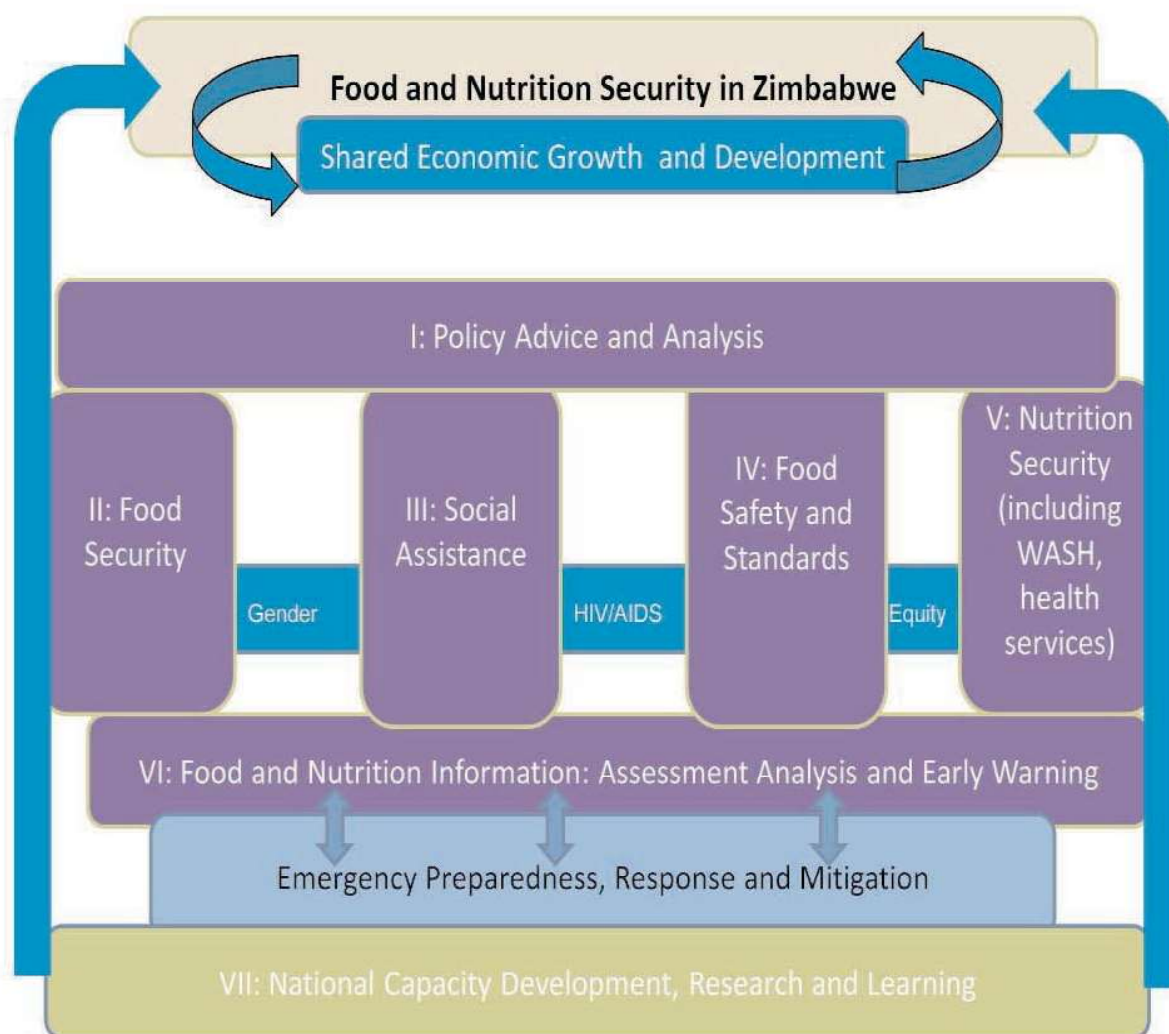 Food and Nutrition Security in Zimbabwe
Shared Economic Growth and Development
I: Policy Advice and Analysis
II: Food
Security
III: Social
Assistance
IV: Food
Safety and
Standards
V: Nutrition
Security
(including
WASH,
health
services)
Gender
HIV/AIDS
Equity
VI: Food and Nutrition Information: Assessment Analysis and Early Warning
Emergency Preparedness, Response and Mitigation
VII: National Capacity Development, Research and Learning